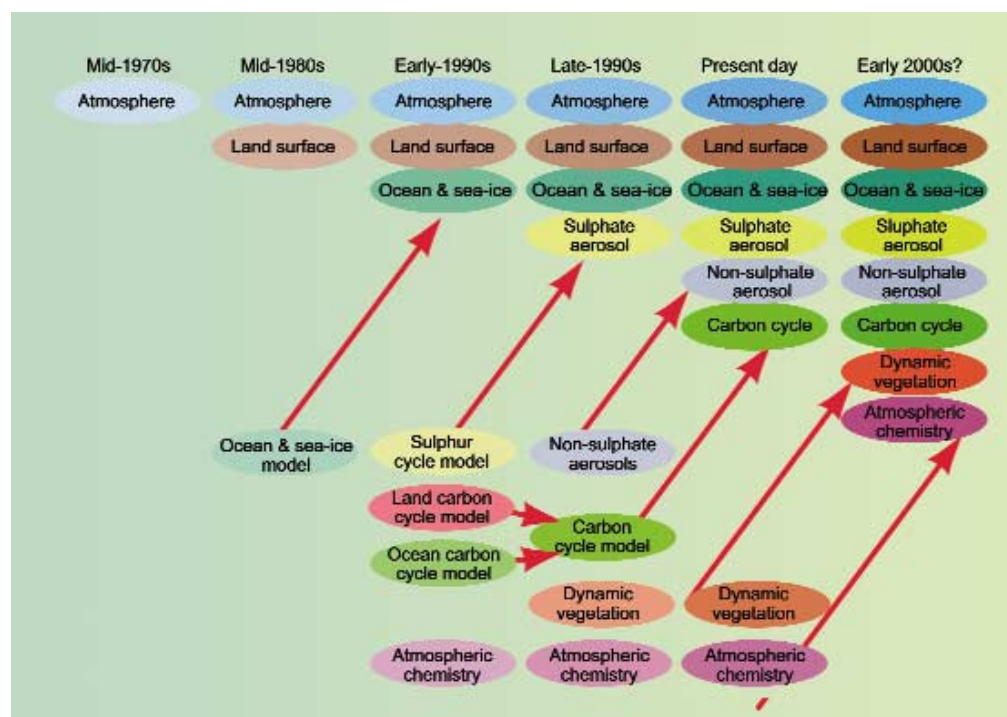 Mid-1970s Mid-1980s Early-1990s Late-1990s Present day Early 2000s?
Atmosphere Atmosphere Atmosphere Atmosphere Atmosphere Atmosphere
Land surface Land surface Land surface Land surface Land surface
Ocean & sea-ice Ocean & sea-ice Ocean & sea-ice Ocean & sea-ice
Sulphate Sulphate Sluphate
aerosol aerosol aerosol
Non-sulphate Non-sulphate
aerosol aerosol
Carbon cycle Carbon cycle
Dynamic
vegetation
Atmospheric
chemistry
Ocean & sea-ice Sulphur Non-sulphate
model cycle model aerosols
Land carbon
cycle model
Carbon
cycle model
Ocean carbon
cycle model
Dynamic Dynamic
vegetation vegetation
Atmospheric Atmospheric Atmospheric
chemistry chemistry chemistry